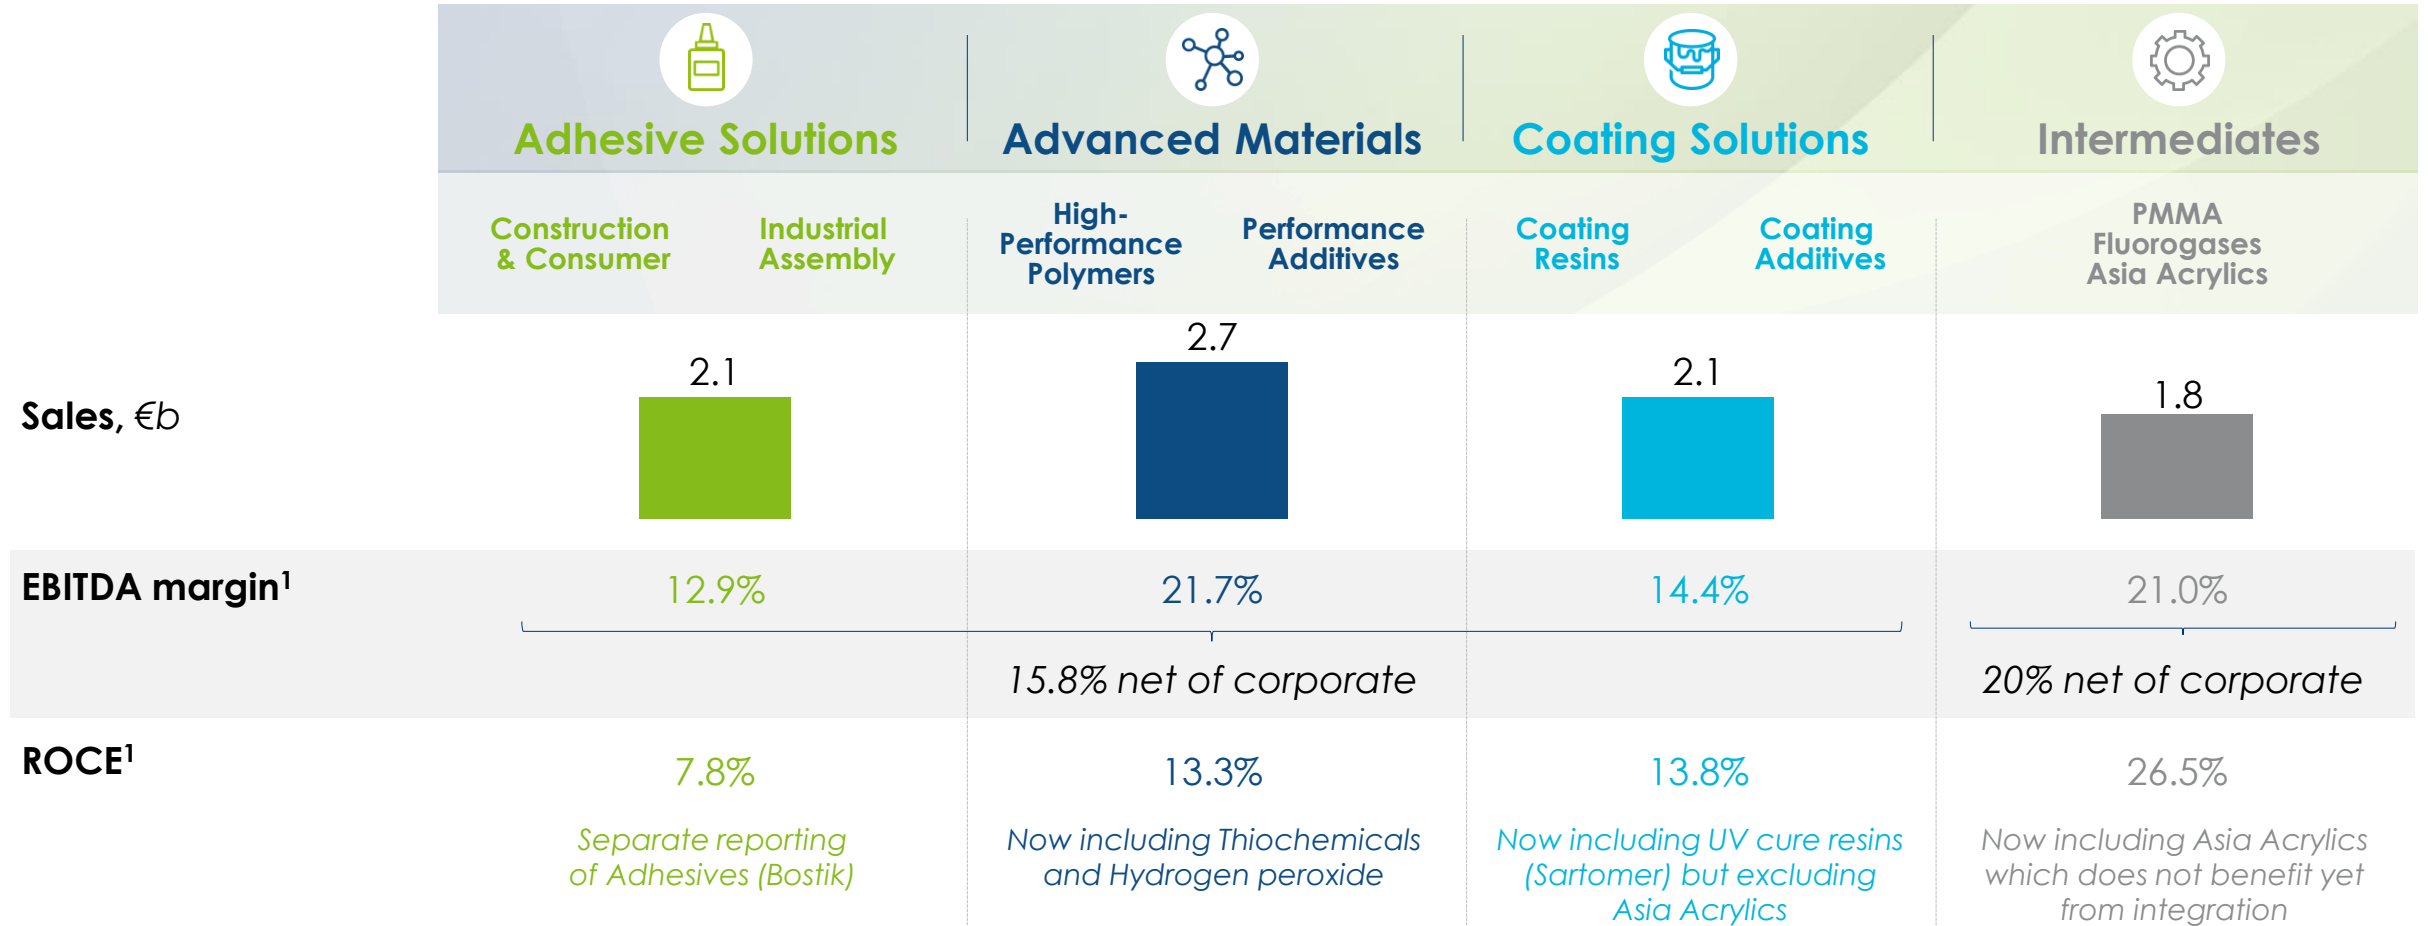 Adhesive Solutions
Advanced Materials
Coating Solutions
Intermediates
Construction
& Consumer
Industrial
Assembly
High-
Performance
Polymers
Performance
Additives
Coating
Resins
Coating
Additives
PMMA
Fluorogases
Asia Acrylics
Sales, €b
2.1
2.7
2.1
1.8
EBITDA margin¹
12.9%
21.7%
14.4%
21.0%
15.8% net of corporate
20% net of corporate
ROCE¹
7.8%
13.3%
13.8%
26.5%
Separate reporting
of Adhesives (Bostik)
Now including Thiochemicals
and Hydrogen peroxide
Now including UV cure resins
(Sartomer) but excluding
Asia Acrylics
Now including Asia Acrylics
which does not benefit yet
from integration